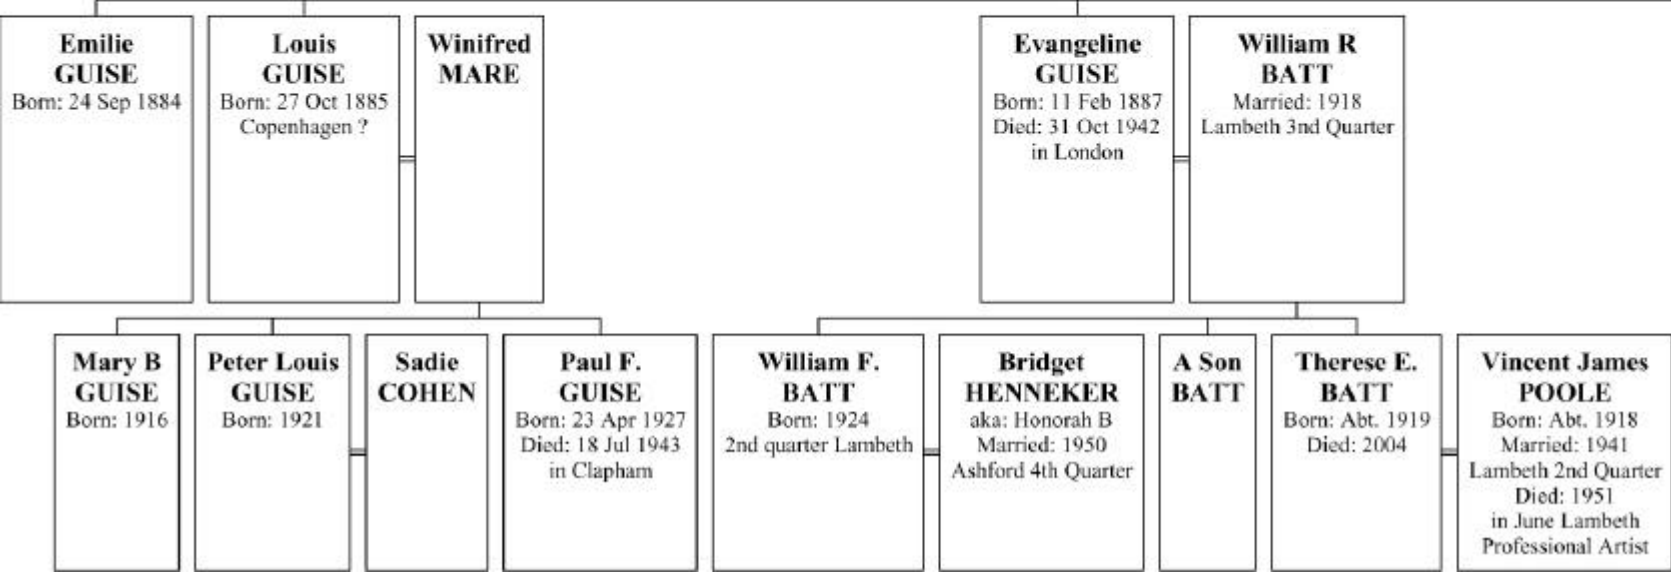 Emilie
GUISE
Born: 24 Sep 1884
Louis
GUISE
Born: 27 Oct 1885
Copenhagen ?
Winifred
MARE
Evangeline
GUISE
Born: 11 Feb 1887
Died: 31 Oct 1942
in London
William R
BATT
Married: 1918
Lambeth 3nd Quarter
Mary B
GUISE
Born: 1916
Peter Louis
GUISE
Born: 1921
Sadie
COHEN
Paul F.
GUISE
Born: 23 Apr 1927
Died: 18 Jul 1943
in Clapham
William F.
BATT
Born: 1924
2nd quarter Lambeth
Bridget
HENNEKER
aka: Honorah B
Married: 1950
Ashford 4th Quarter
A Son
BATT
Therese E.
BATT
Born: Abt. 1919
Died: 2004
Vincent James
POOLE
Born: Abt. 1918
Married: 1941
Lambeth 2nd Quarter
Died: 1951
in June Lambeth
Professional Artist